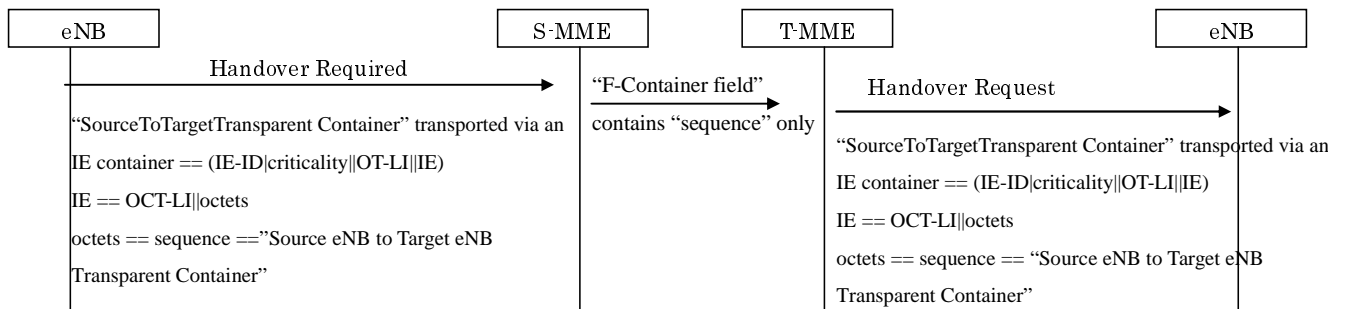 eNB
S-MME
T-MME
eNB
Handover Required
“F-Container field”
contains “sequence” only
Handover Request
“SourceToTargetTransparent Container” transported via an
IE container == (IE-ID|criticality||OT-LI||IE)
IE == OCT-LI||octets
octets == sequence ==”Source eNB to Target eNB
Transparent Container”
“SourceToTargetTransparent Container” transported via an
IE container == (IE-ID|criticality||OT-LI||IE)
IE == OCT-LI||octets
octets == sequence == “Source eNB to Target eNB
Transparent Container”